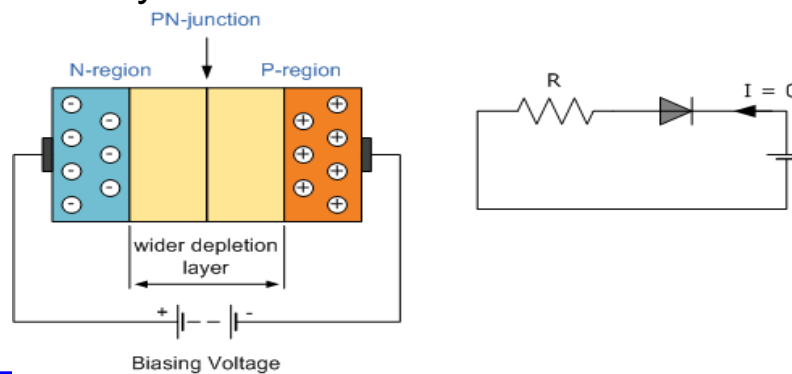 PN-junction
N-region
P-region
wider depletion
layer
+
-
Biasing Voltage
R
I =